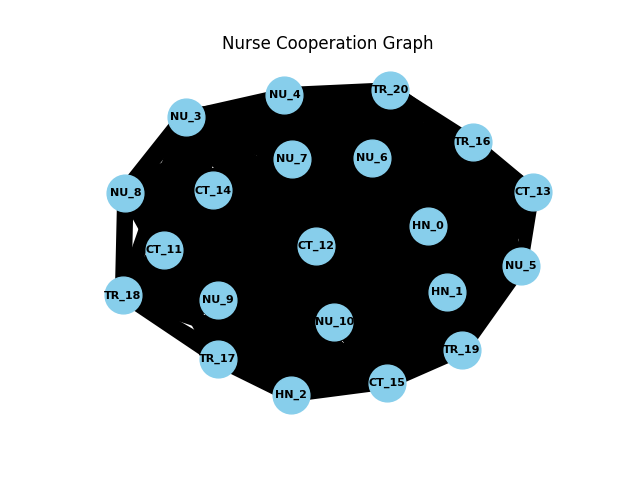 Nurse Cooperation Graph
TR_20
NU_4
NU_3
TR_16
NU_7
NU_6
CT_14
NU_8
CT_13
HN_0
CT_12
CT_11
NU_5
HN_1
TR_18
NU_9
NU_10
TR_19
TR_17
CT_15
HN_2